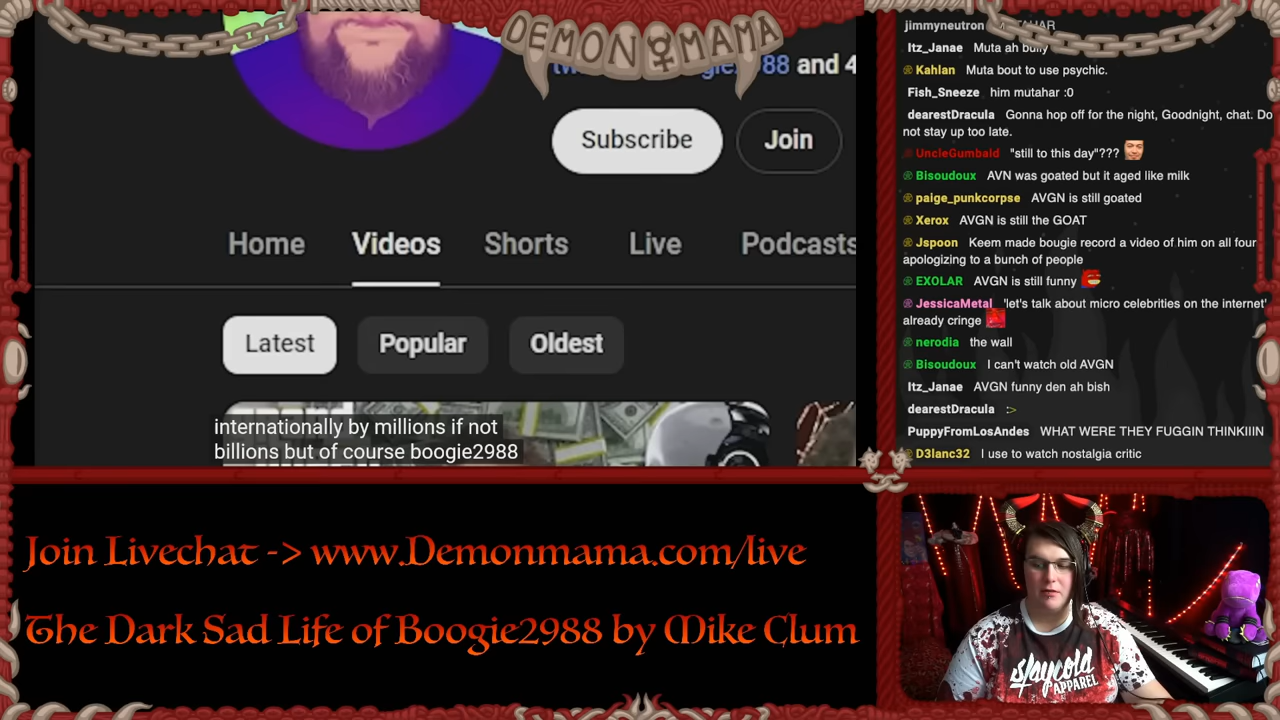 DEMON MAMA
and 4
Subscribe
Join
Home
Videos
Shorts
Live
Podcasts
Latest
Popular
Oldest
internationally by millions if not
billions but of course boogie2988
jimmyneutron
Itz_Janae Muta ah bully
Kahlan Muta bout to use psychic.
Fish_Sneeze him mutahar :0
dearestDracula Gonna hop off for the night, Goodnight, chat. Do
not stay up too late.
UncleGumbald "still to this day"???
Bisoudoux AVN was goated but it aged like milk
paige_punkcorpse AVGN is still goated
Xerox AVGN is still the GOAT
Jspoon Keem made bougie record a video of him on all four
apologizing to a bunch of people
EXOLAR AVGN is still funny
JessicaMetal 'let's talk about micro celebrities on the internet'
already cringe
nerodia the wall
Bisoudoux I can't watch old AVGN
Itz_Janae AVGN funny den ah bish
dearestDracula :>
PuppyFromLosAndes WHAT WERE THEY FUGGIN THINKIIIN
D3lanc32 I use to watch nostalgia critic
Join Livechat -> www.Demonmama.com/live
The Dark Sad Life of Boogie2988 by Mike Clum
staycold
APPAREL